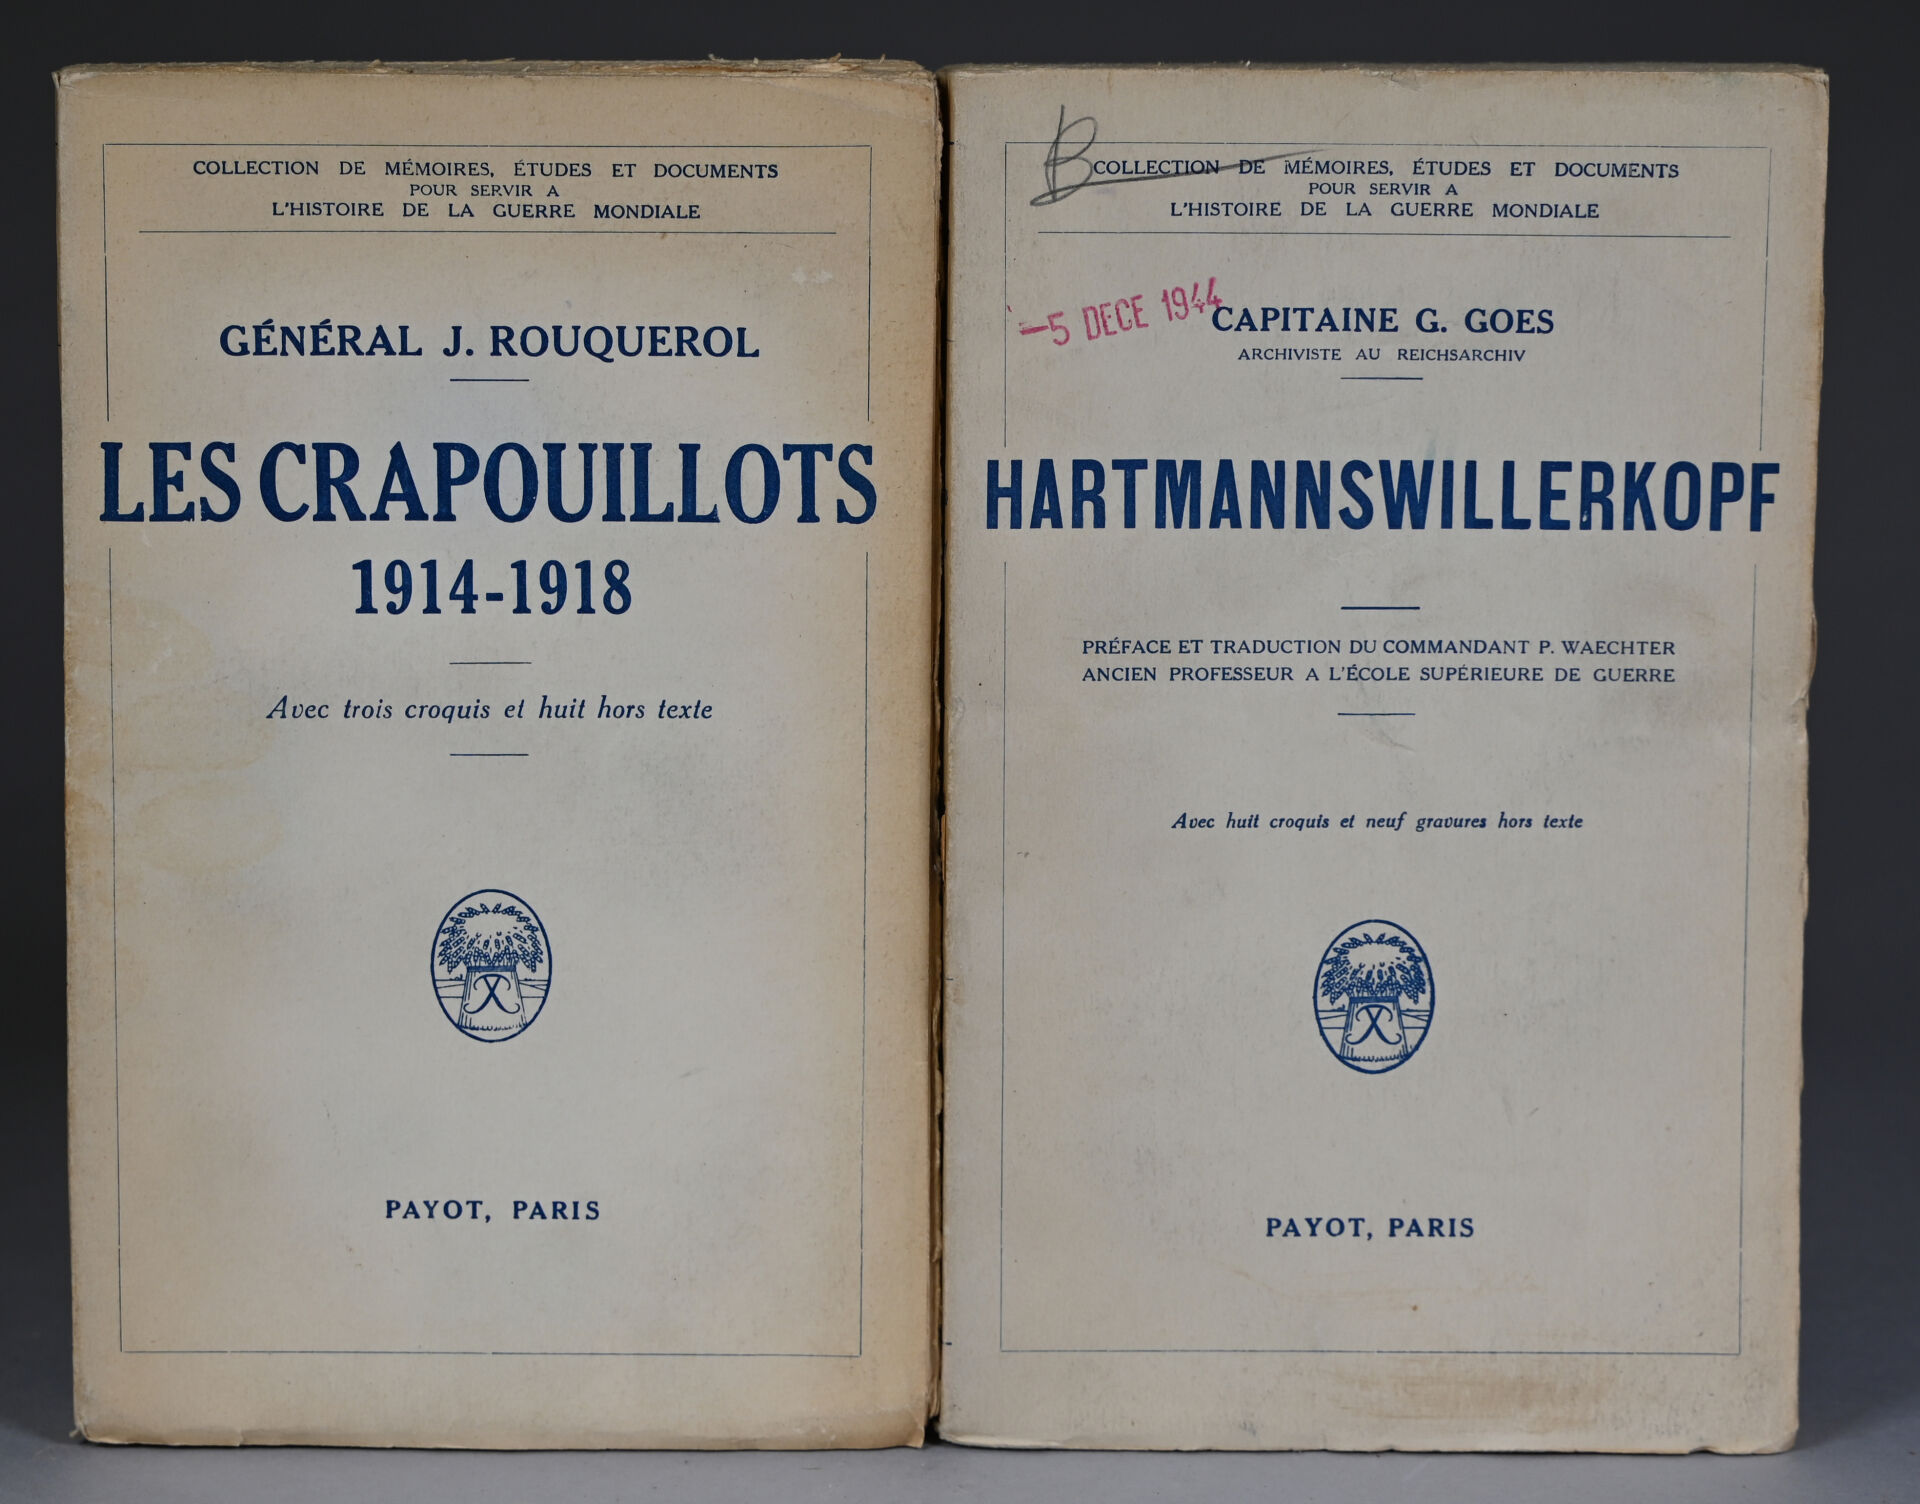 COLLECTION DE MÉMOIRES, ÉTUDES ET DOCUMENTS
POUR SERVIR A
L'HISTOIRE DE LA GUERRE MONDIALE
GÉNÉRAL J. ROUQUEROL
LES CRAPOUILLOTS
1914-1918
Avec trois croquis et huit hors texte
PAYOT, PARIS
B
COLLECTION DE MÉMOIRES, ÉTUDES ET DOCUMENTS
POUR SERVIR A
L'HISTOIRE DE LA GUERRE MONDIALE
-5 DECE 1944
CAPITAINE G. GOES
ARCHIVISTE AU REICHSARCHIV
HARTMANNSWILLERKOPF
PRÉFACE ET TRADUCTION DU COMMANDANT P. WAECHTER
ANCIEN PROFESSEUR A L'ÉCOLE SUPÉRIEURE DE GUERRE
Avec huit croquis et neuf gravures hors texte
PAYOT, PARIS